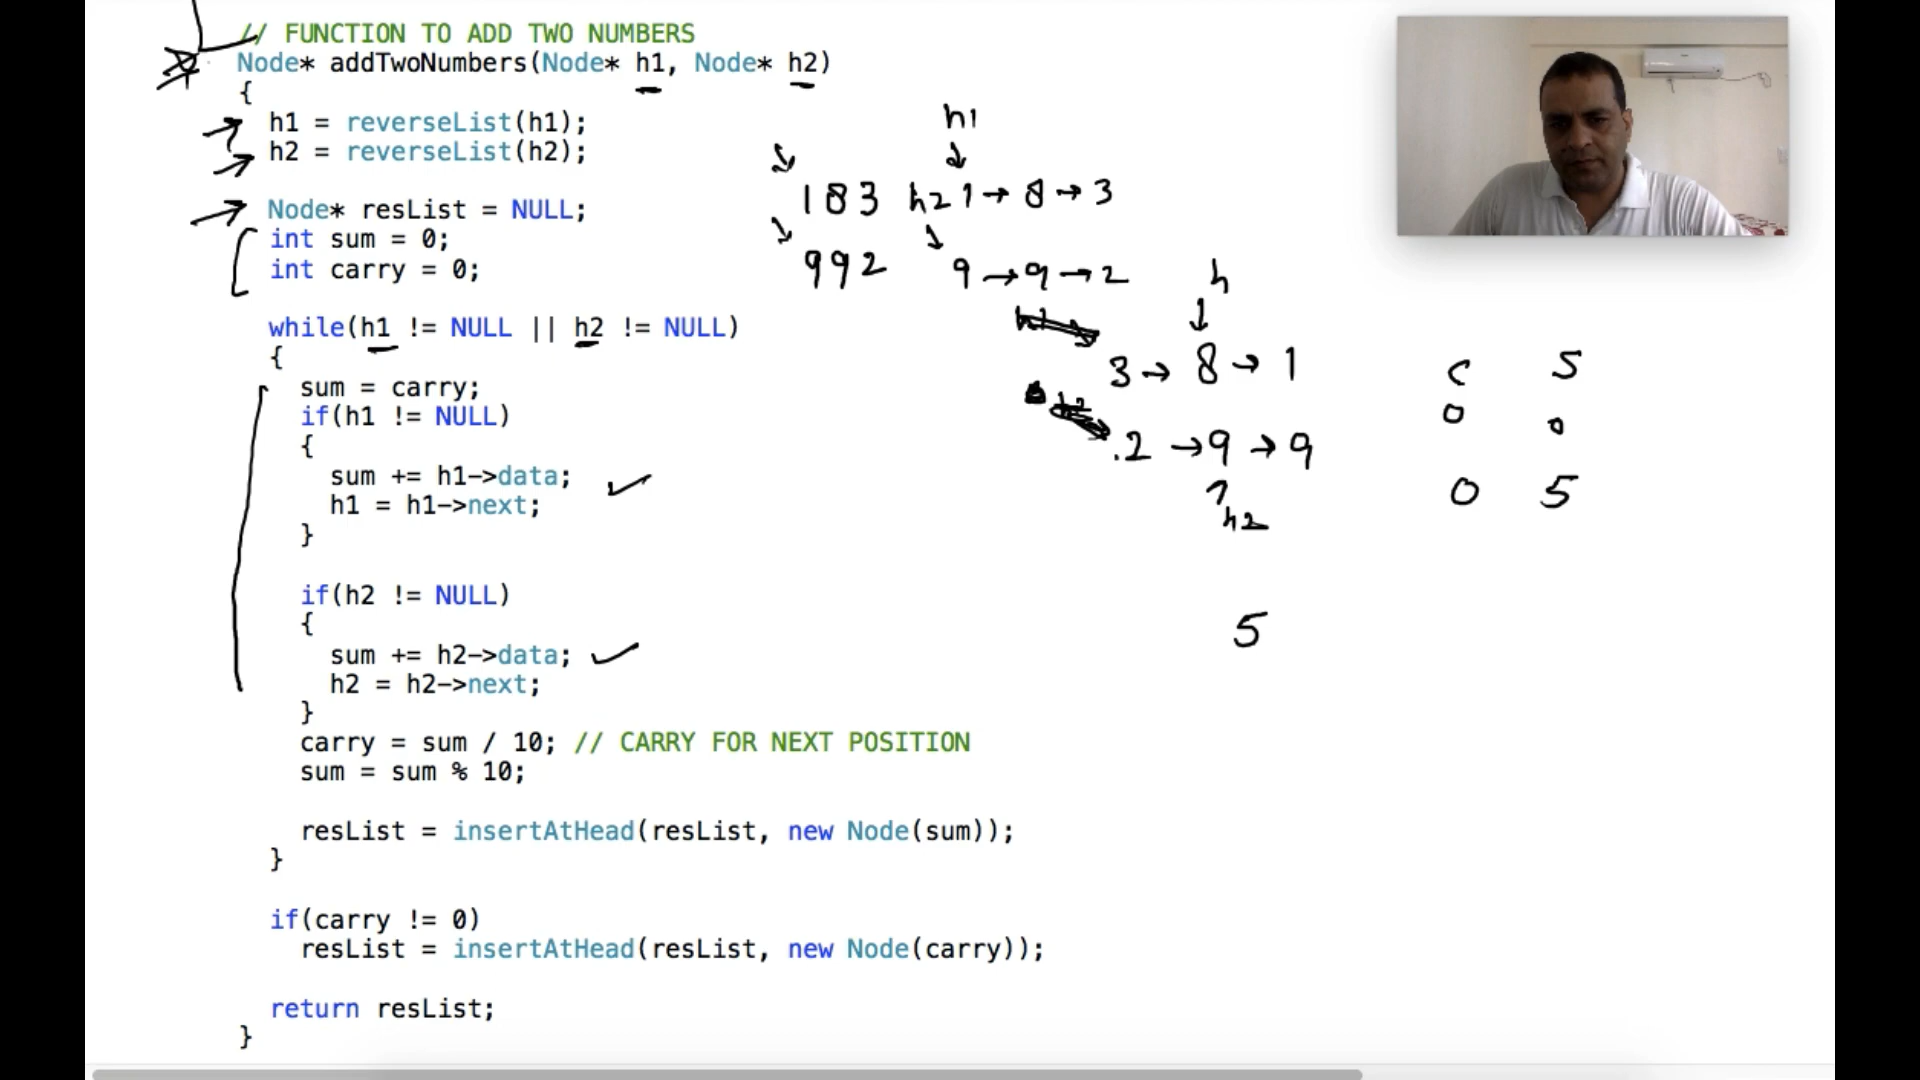 // FUNCTION TO ADD TWO NUMBERS
Node* addTwoNumbers(Node* h1, Node* h2)
{
h1 = reverseList(h1);
h2 = reverseList(h2);
Node* resList = NULL;
int sum = 0;
int carry = 0;
while(h1 != NULL || h2 != NULL)
{
sum = carry;
if(h1 != NULL)
{
sum += h1->data;
h1 = h1->next;
}
if(h2 != NULL)
{
sum += h2->data;
h2 = h2->next;
}
carry = sum / 10; // CARRY FOR NEXT POSITION
sum = sum % 10;
resList = insertAtHead(resList, new Node(sum));
}
if(carry != 0)
resList = insertAtHead(resList, new Node(carry));
return resList;
}
h1
183 h2 1→8→3
992 9→9→2
h
3→8→1
2→9→9
h2
5
C S
0 0
0 5